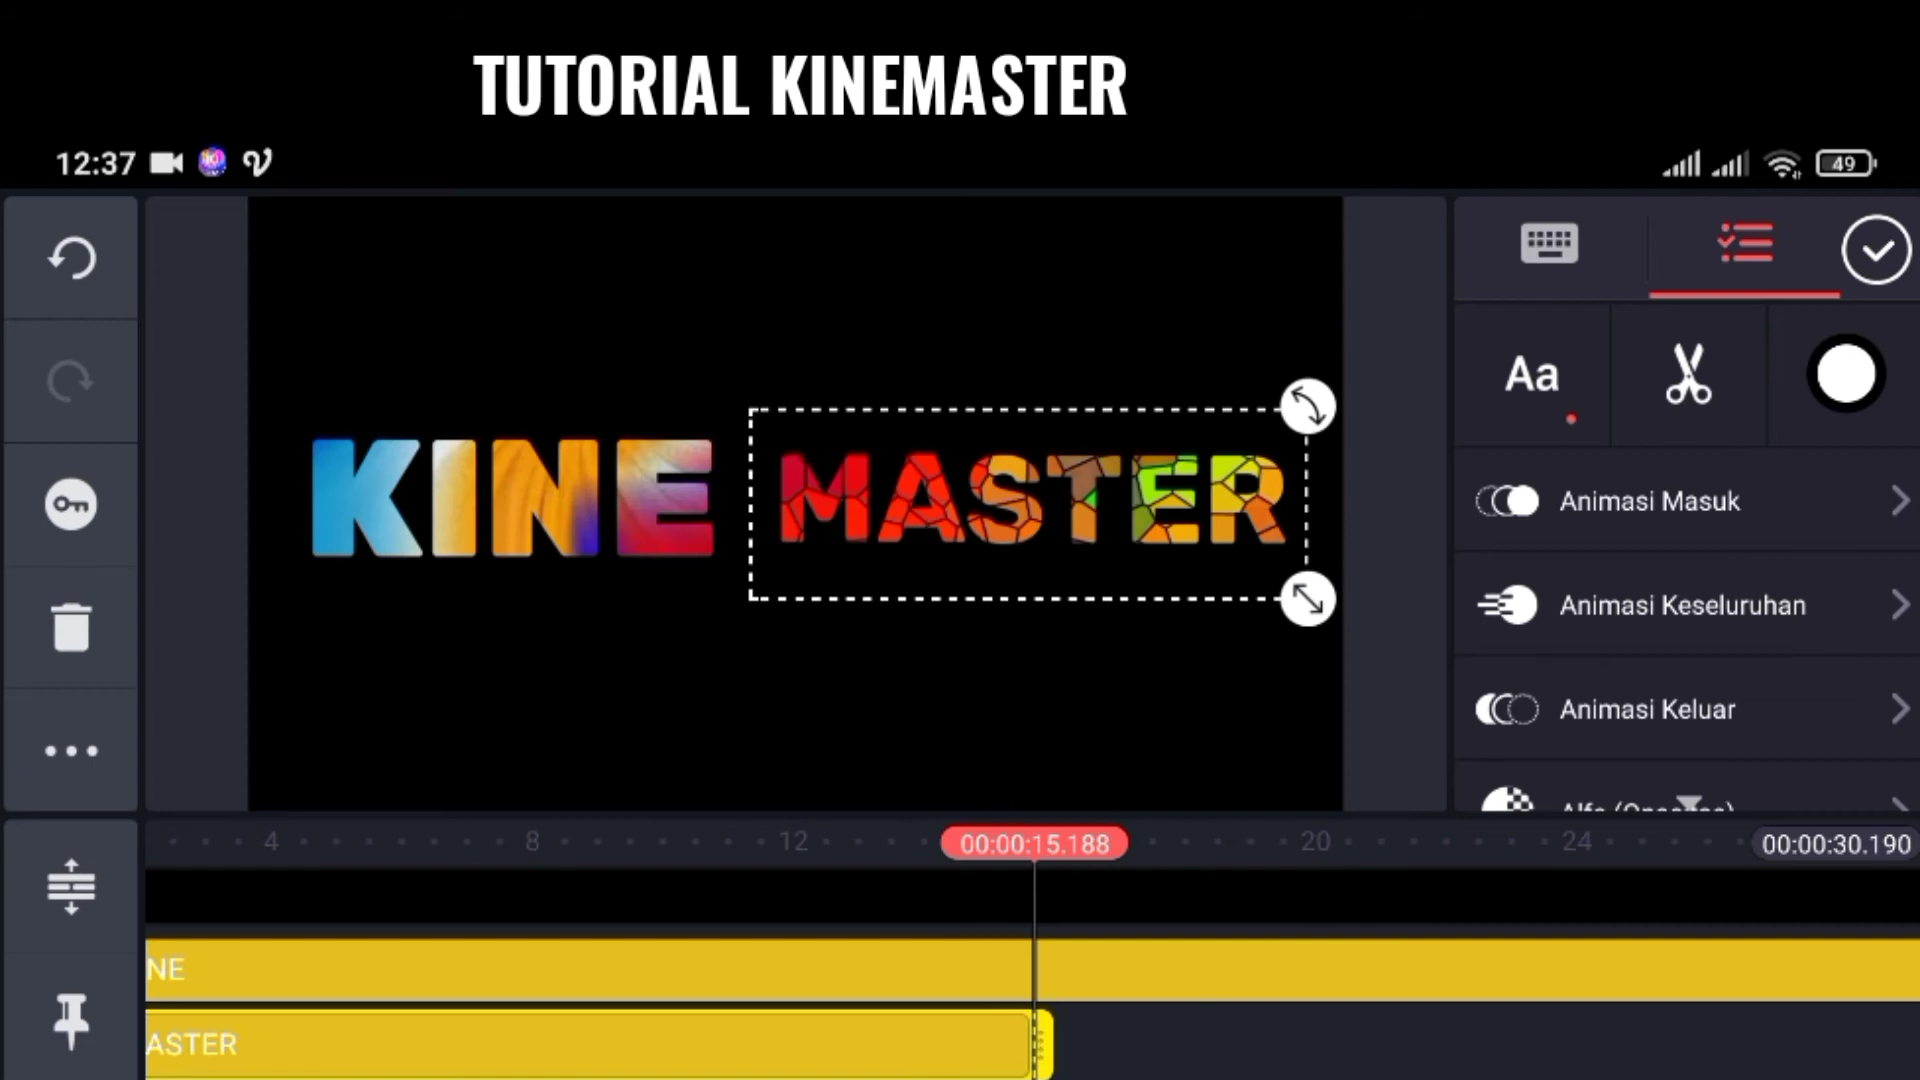 TUTORIAL KINEMASTER
12:37
49
Aa
KINE MASTER
Animasi Masuk
Animasi Keseluruhan
Animasi Keluar
4 8 12 00:00:15.188 20 24 00:00:30.190
NE
ASTER